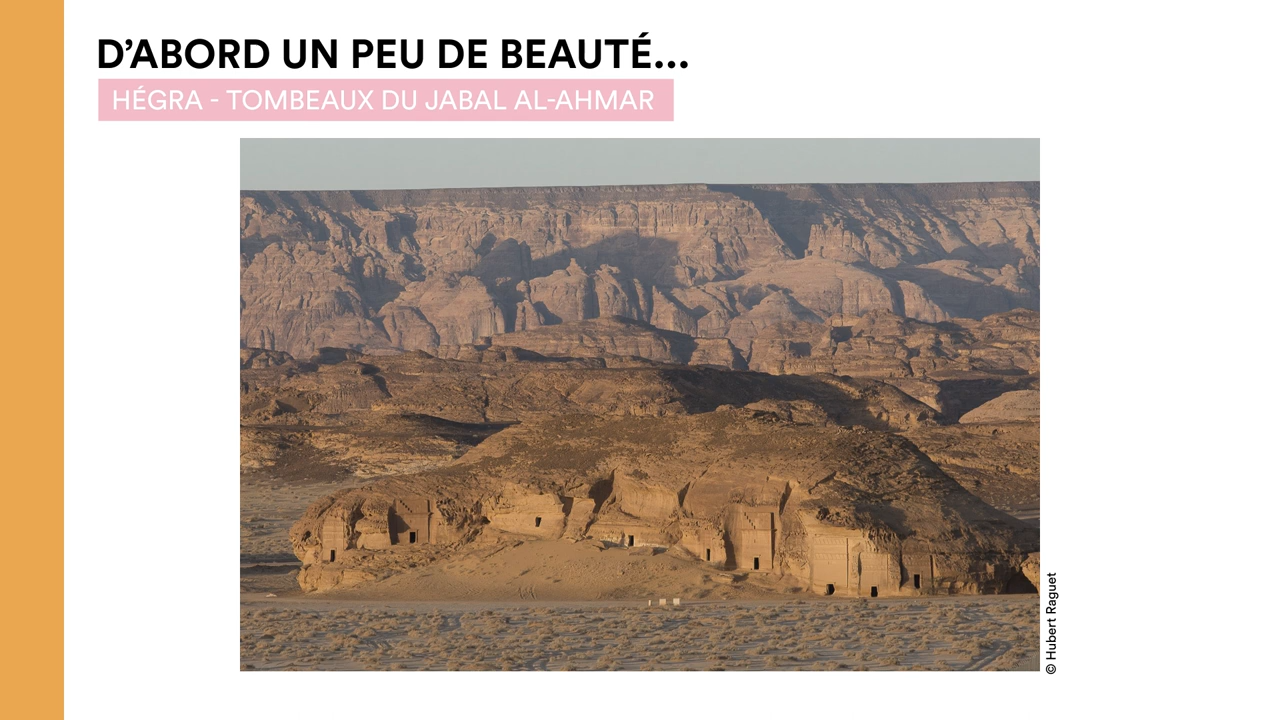 D’ABORD UN PEU DE BEAUTÉ...
HÉGRA - TOMBEAUX DU JABAL AL-AHMAR
© Hubert Raguet